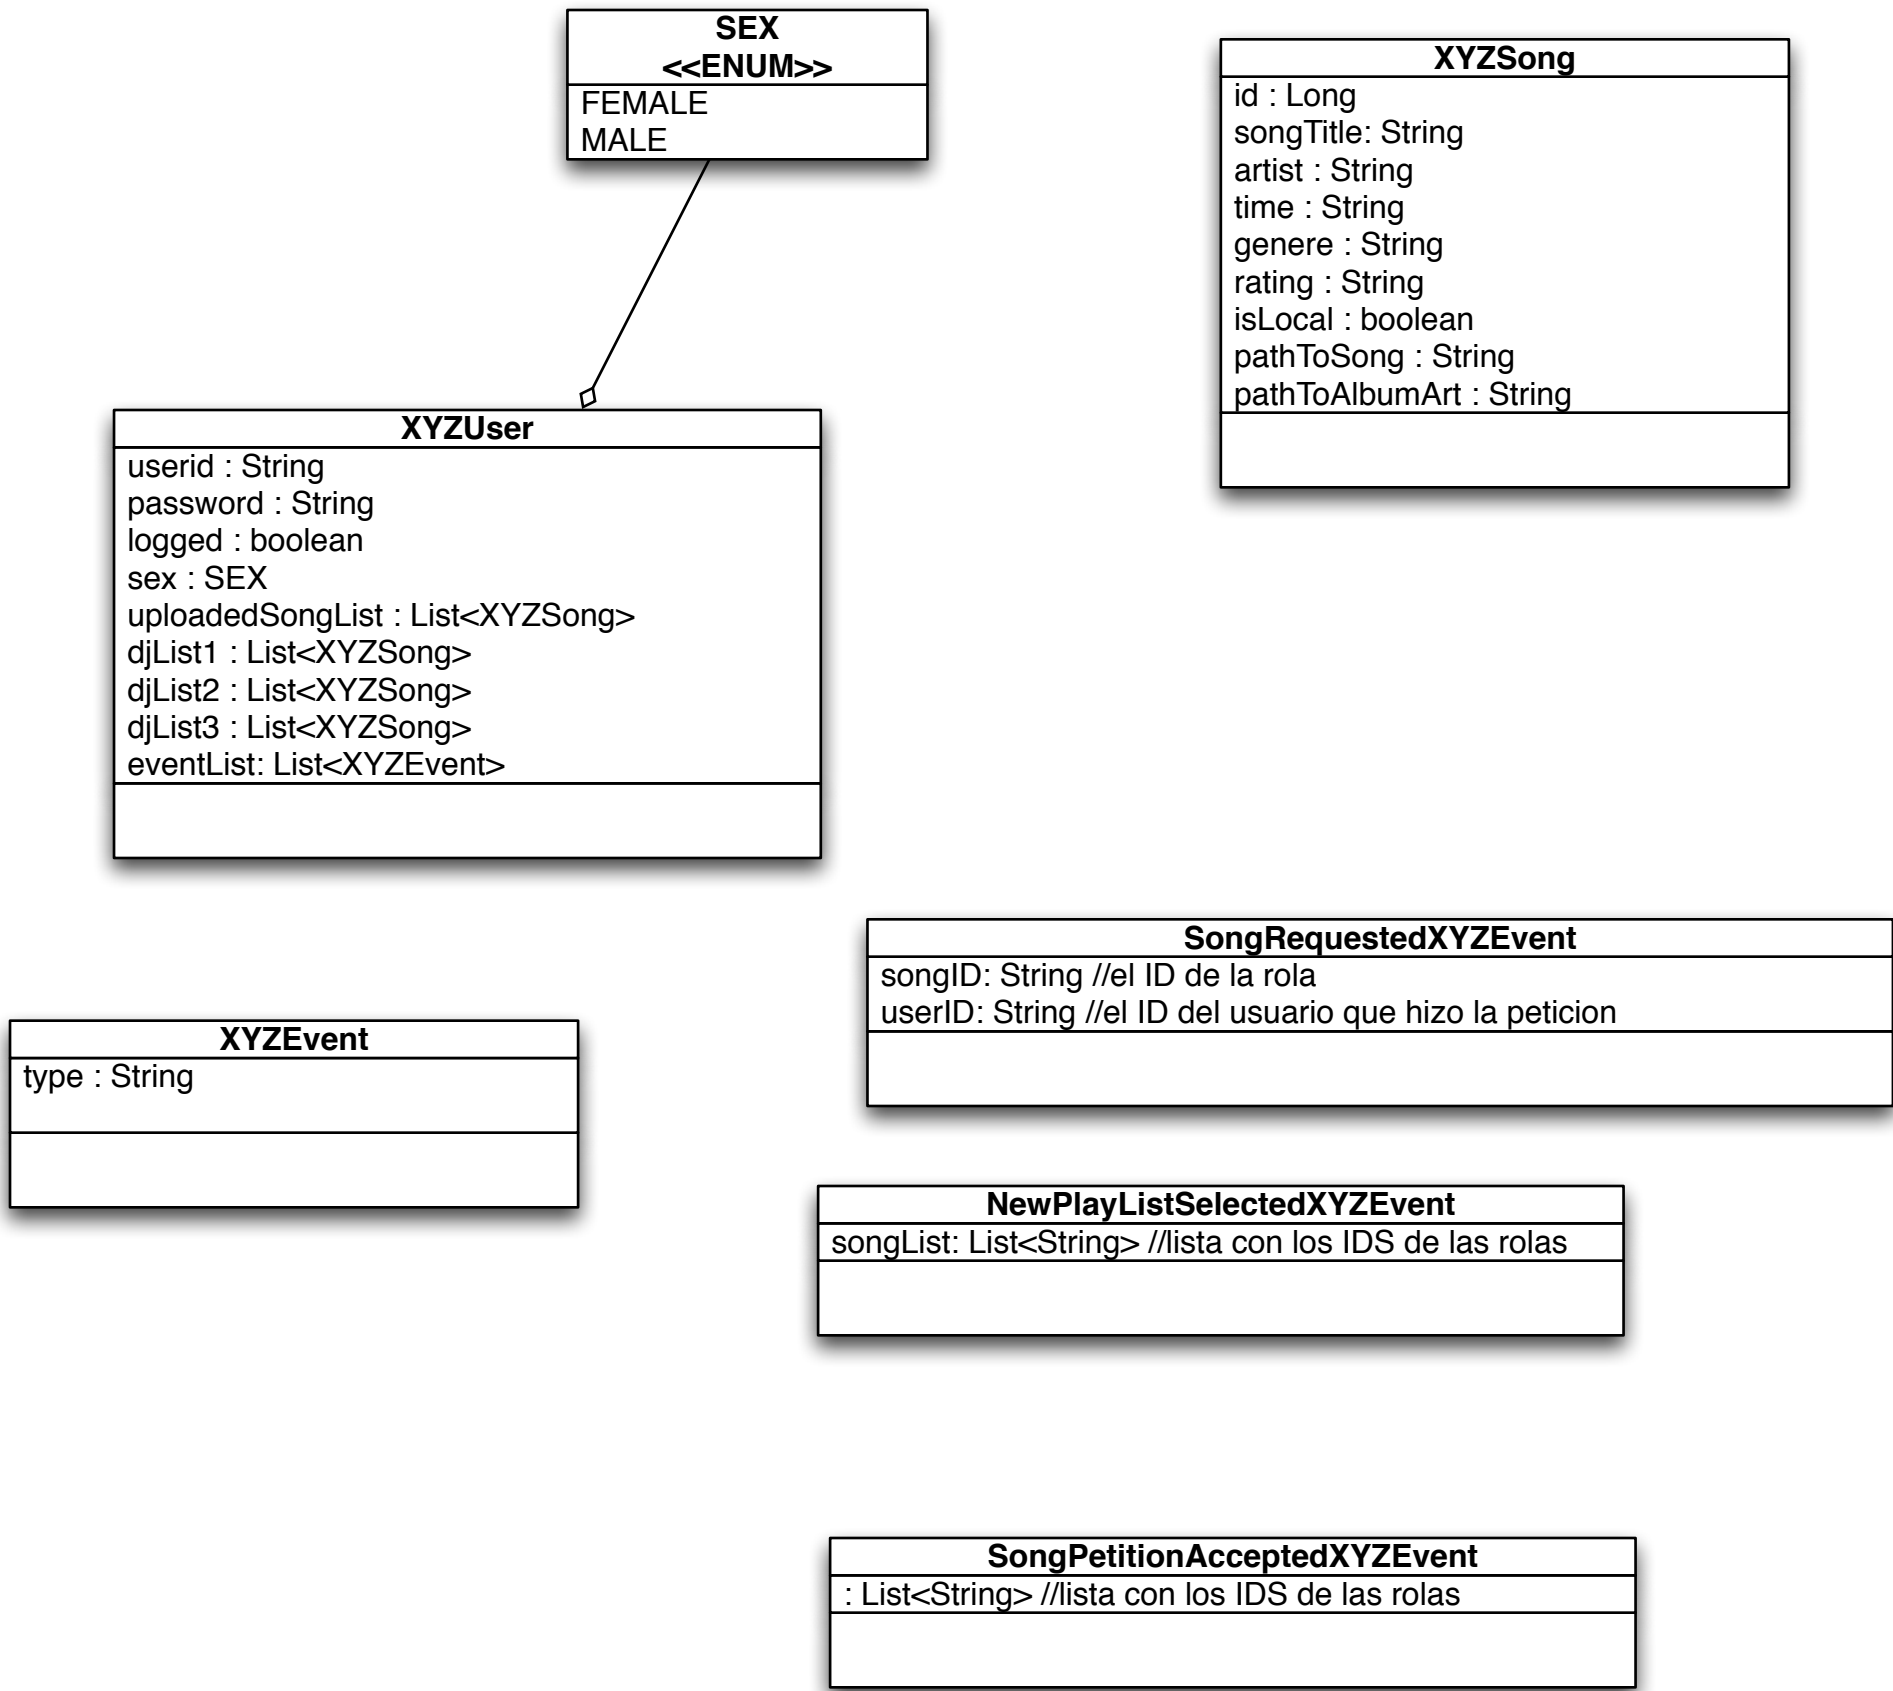 SEX
<<ENUM>>
FEMALE
MALE
XYZSong
id : Long
songTitle: String
artist : String
time : String
genere : String
rating : String
isLocal : boolean
pathToSong : String
pathToAlbumArt : String
XYZUser
userid : String
password : String
logged : boolean
sex : SEX
uploadedSongList : List<XYZSong>
djList1 : List<XYZSong>
djList2 : List<XYZSong>
djList3 : List<XYZSong>
eventList: List<XYZEvent>
SongRequestedXYZEvent
songID: String //el ID de la rola
userID: String //el ID del usuario que hizo la peticion
XYZEvent
type : String
NewPlayListSelectedXYZEvent
songList: List<String> //lista con los IDS de las rolas
SongPetitionAcceptedXYZEvent
: List<String> //lista con los IDS de las rolas